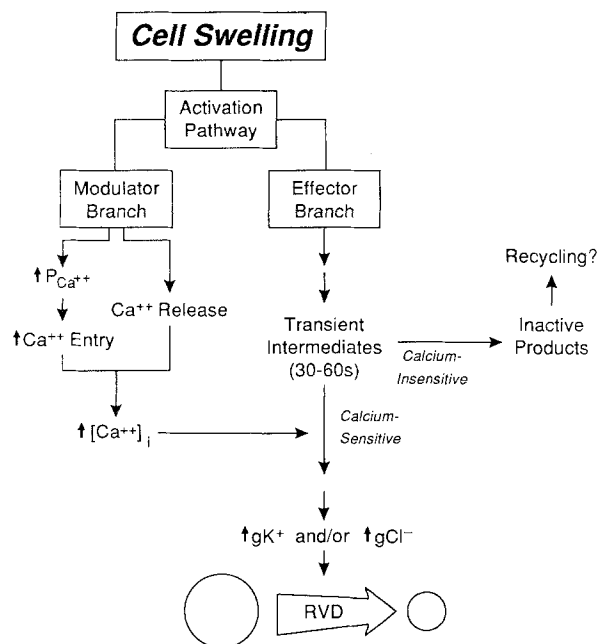 Cell Swelling
Activation
Pathway
Modulator
Branch
Effector
Branch
↑PCa++
↑Ca++ Entry
Ca++ Release
↑[Ca++]i
Transient
Intermediates
(30-60s)
Calcium-
Insensitive
Recycling?
Inactive
Products
Calcium-
Sensitive
↑gK+ and/or ↑gCl−
RVD